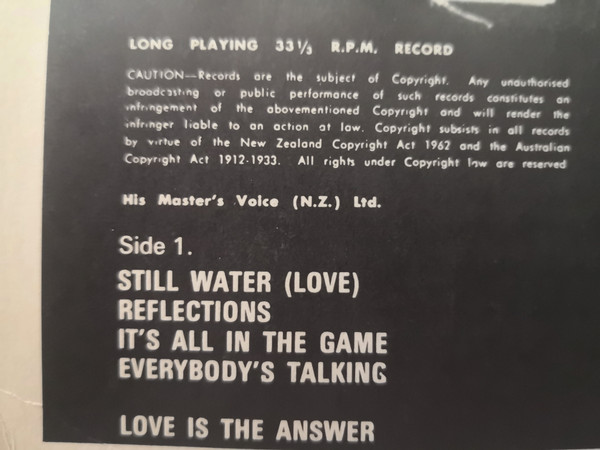 LONG PLAYING 33⅓ R.P.M. RECORD
CAUTION—Records are the subject of Copyright. Any unauthorised
broadcasting or public performance of such records constitutes an
infringement of the abovementioned Copyright and will render the
infringer liable to an action at law. Copyright subsists in all records
by virtue of the New Zealand Copyright Act 1962 and the Australian
Copyright Act 1912-1933. All rights under Copyright law are reserved
His Master's Voice (N.Z.) Ltd.
Side 1.
STILL WATER (LOVE)
REFLECTIONS
IT'S ALL IN THE GAME
EVERYBODY'S TALKING
LOVE IS THE ANSWER